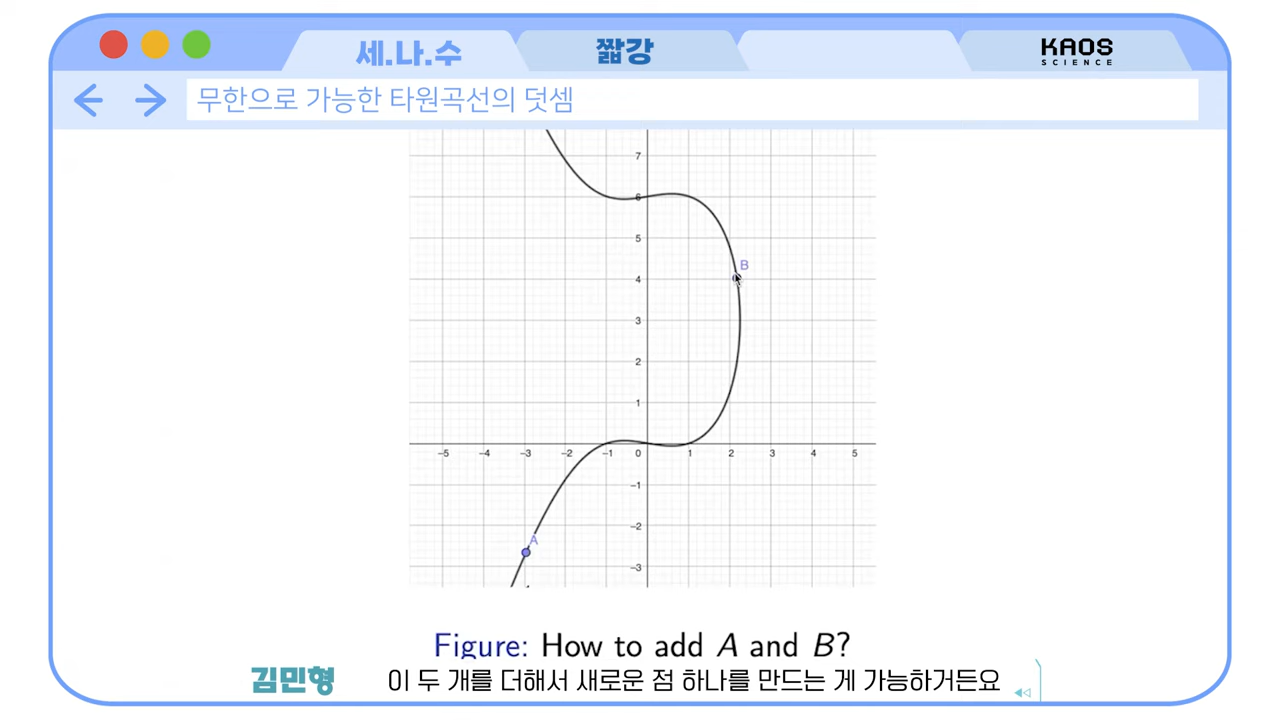 세.나.수
짧강
KAOS
SCIENCE
무한으로 가능한 타원곡선의 덧셈
7
6
5
B
4
3
2
1
−5 −4 −3 −2 −1 0 1 2 3 4 5
−1
−2
A
−3
Figure: How to add A and B?
김민형
이 두 개를 더해서 새로운 점 하나를 만드는 게 가능하거든요